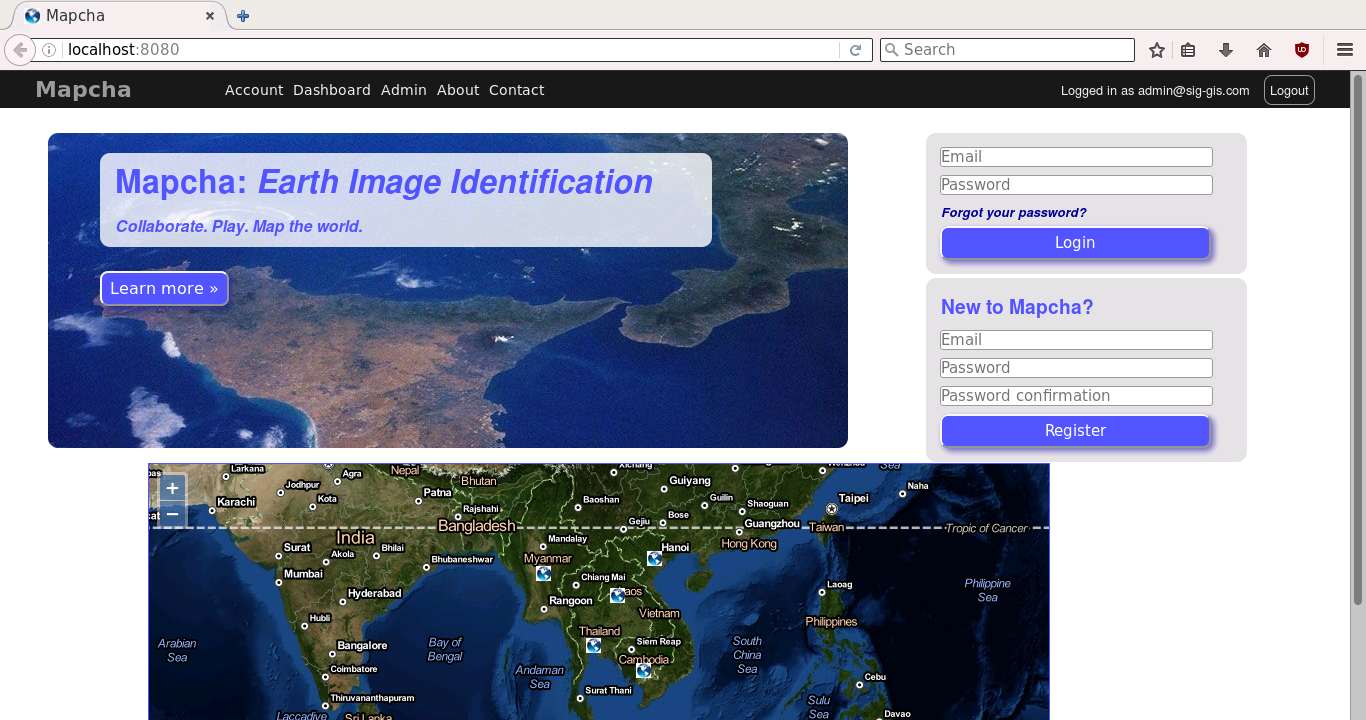 Mapcha
localhost:8080
Search
Mapcha
Account Dashboard Admin About Contact
Logged in as admin@sig-gis.com
Logout
Mapcha: Earth Image Identification
Collaborate. Play. Map the world.
Learn more »
Email
Password
Forgot your password?
Login
New to Mapcha?
Email
Password
Password confirmation
Register
+
−
Larkana
Agra
Nepal
Bhutan
Xichang
Guiyang
Wenzhou
Sea
Karachi
Jodhpur
Kota
Patna
Rajshahi
Baoshan
Guilin
Shaoguan
Taipei
Naha
Bangladesh
Gejiu
Bose
Guangzhou
Taiwan
Tropic of Cancer
India
Mandalay
Hanoi
Hong Kong
Surat
Akola
Bhilai
Bhubaneshwar
Myanmar
Mumbai
Chiang Mai
Laos
Laoag
Philippine
Sea
Hyderabad
Rangoon
Vietnam
Hubli
Thailand
Philippines
Arabian
Sea
Bangalore
Bay of
Bengal
Siem Reap
South
China
Sea
Coimbatore
Andaman
Sea
Cambodia
Cebu
Thiruvananthapuram
Surat Thani
Sulu
Sea
Laccadive
Sri Lanka
Davao